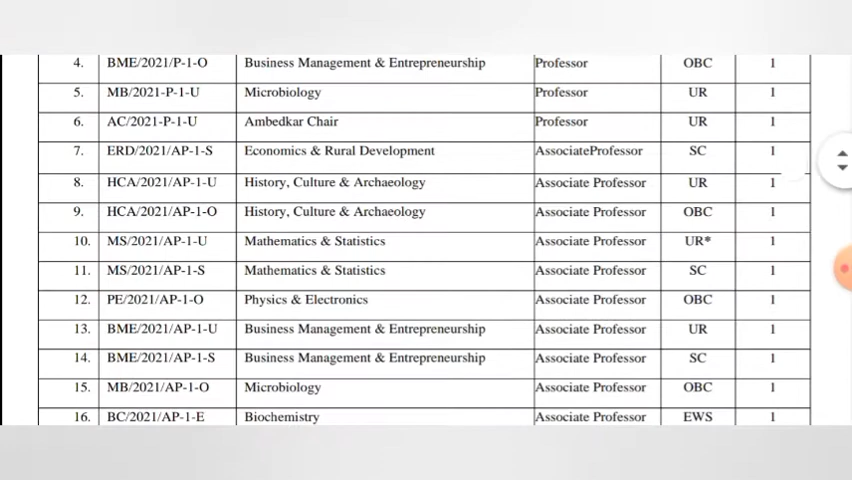 4. BME/2021/P-1-O Business Management & Entrepreneurship Professor OBC 1
5. MB/2021-P-1-U Microbiology Professor UR 1
6. AC/2021-P-1-U Ambedkar Chair Professor UR 1
7. ERD/2021/AP-1-S Economics & Rural Development AssociateProfessor SC 1
8. HCA/2021/AP-1-U History, Culture & Archaeology Associate Professor UR 1
9. HCA/2021/AP-1-O History, Culture & Archaeology Associate Professor OBC 1
10. MS/2021/AP-1-U Mathematics & Statistics Associate Professor UR* 1
11. MS/2021/AP-1-S Mathematics & Statistics Associate Professor SC 1
12. PE/2021/AP-1-O Physics & Electronics Associate Professor OBC 1
13. BME/2021/AP-1-U Business Management & Entrepreneurship Associate Professor UR 1
14. BME/2021/AP-1-S Business Management & Entrepreneurship Associate Professor SC 1
15. MB/2021/AP-1-O Microbiology Associate Professor OBC 1
16. BC/2021/AP-1-E Biochemistry Associate Professor EWS 1